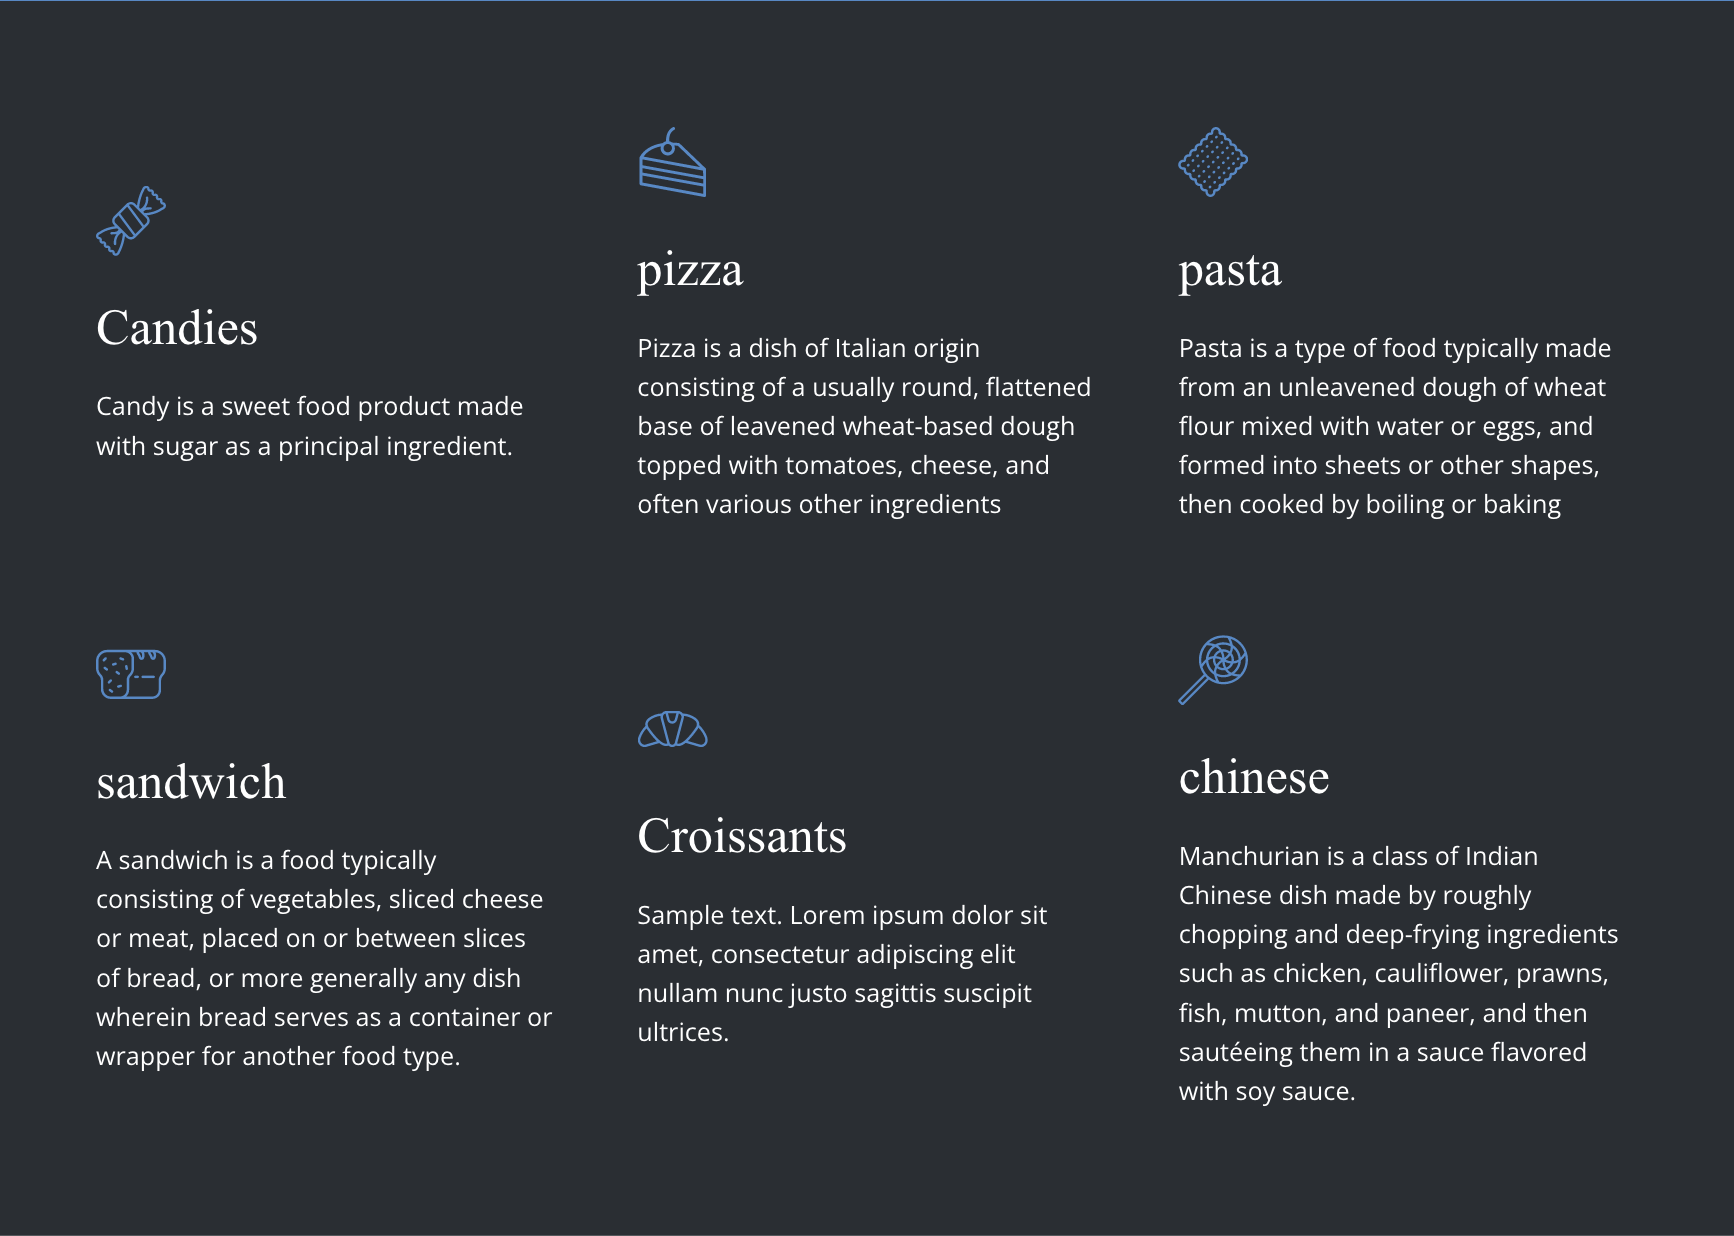 Candies
Candy is a sweet food product made
with sugar as a principal ingredient.
pizza
Pizza is a dish of Italian origin
consisting of a usually round, flattened
base of leavened wheat-based dough
topped with tomatoes, cheese, and
often various other ingredients
pasta
Pasta is a type of food typically made
from an unleavened dough of wheat
flour mixed with water or eggs, and
formed into sheets or other shapes,
then cooked by boiling or baking
sandwich
A sandwich is a food typically
consisting of vegetables, sliced cheese
or meat, placed on or between slices
of bread, or more generally any dish
wherein bread serves as a container or
wrapper for another food type.
Croissants
Sample text. Lorem ipsum dolor sit
amet, consectetur adipiscing elit
nullam nunc justo sagittis suscipit
ultrices.
chinese
Manchurian is a class of Indian
Chinese dish made by roughly
chopping and deep-frying ingredients
such as chicken, cauliflower, prawns,
fish, mutton, and paneer, and then
sautéeing them in a sauce flavored
with soy sauce.